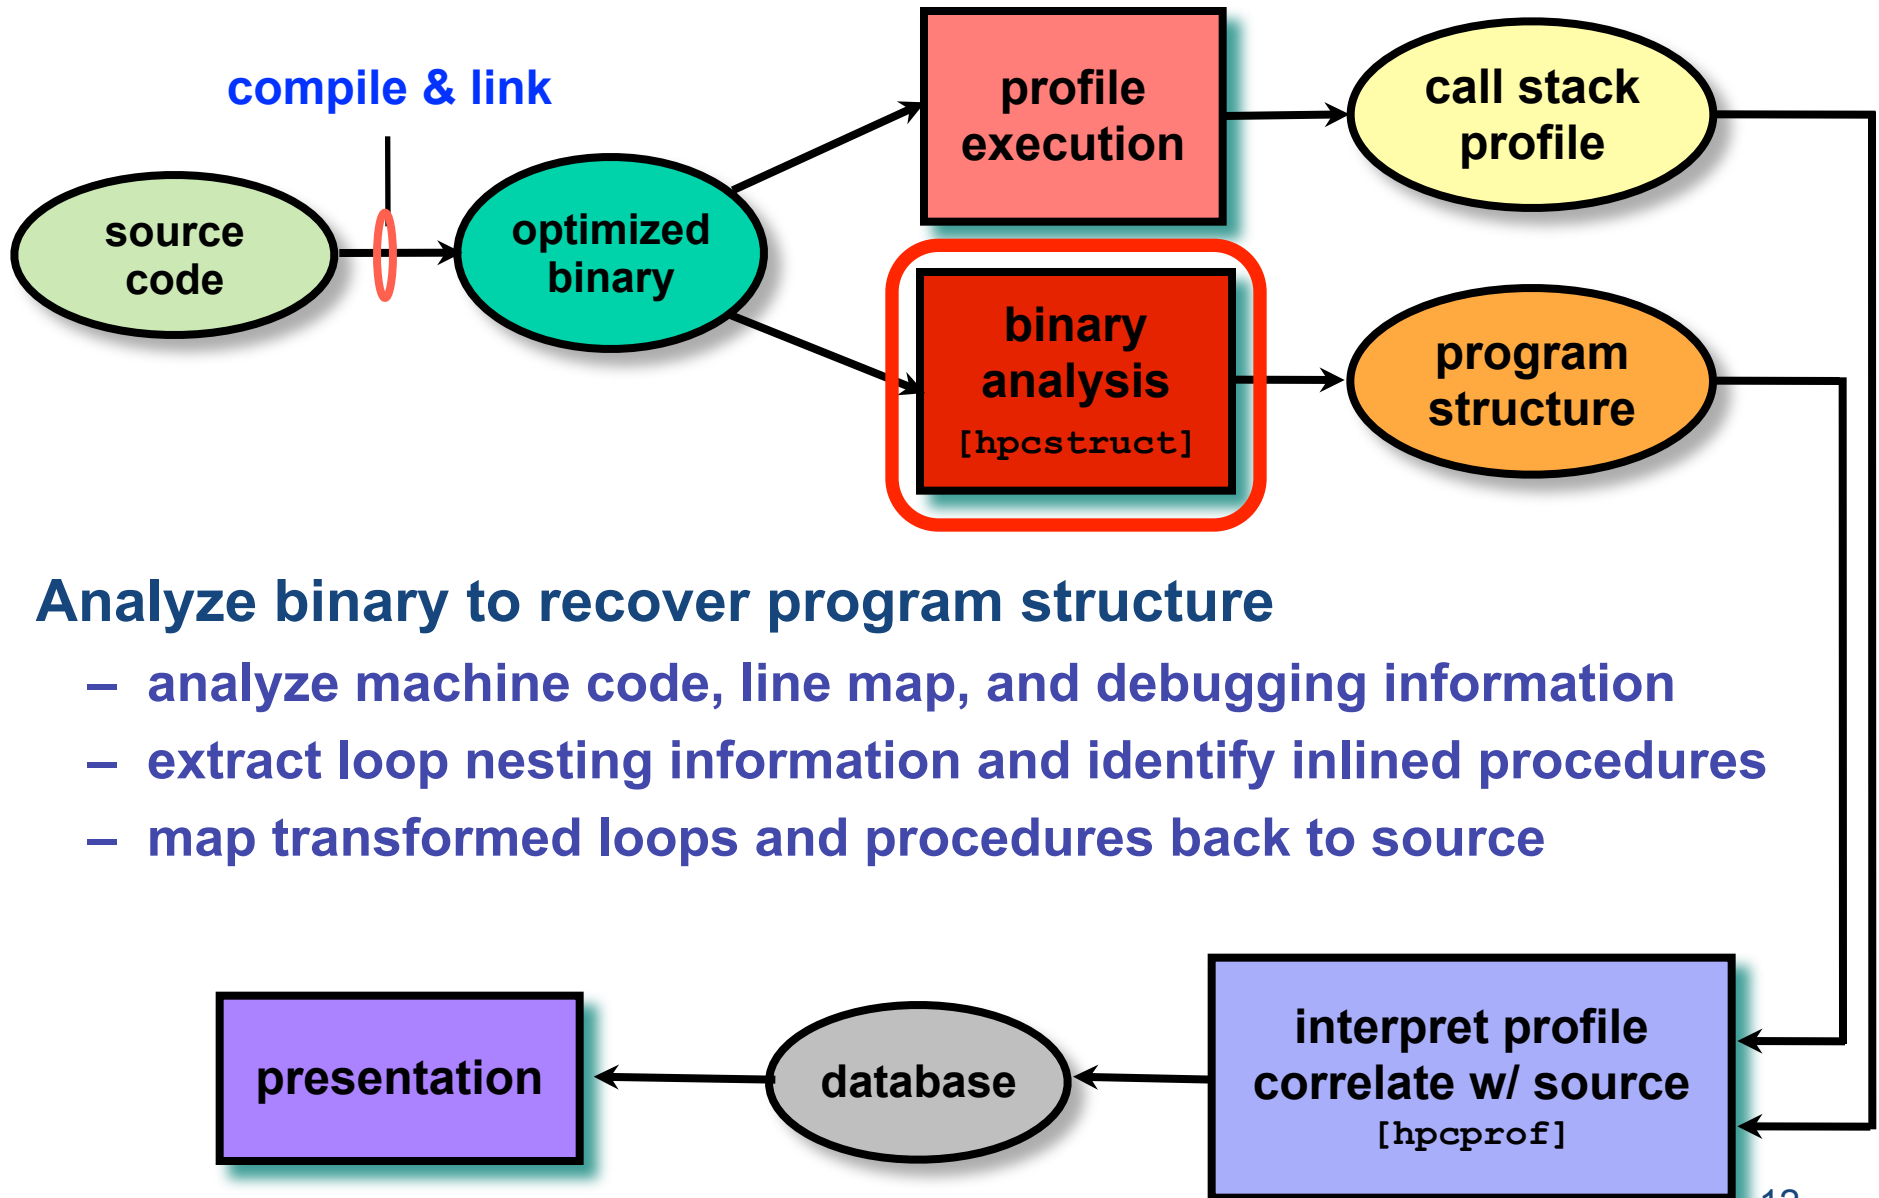 compile & link
source
code
optimized
binary
profile
execution
call stack
profile
binary
analysis
[hpcstruct]
program
structure
Analyze binary to recover program structure
– analyze machine code, line map, and debugging information
– extract loop nesting information and identify inlined procedures
– map transformed loops and procedures back to source
presentation
database
interpret profile
correlate w/ source
[hpcprof]